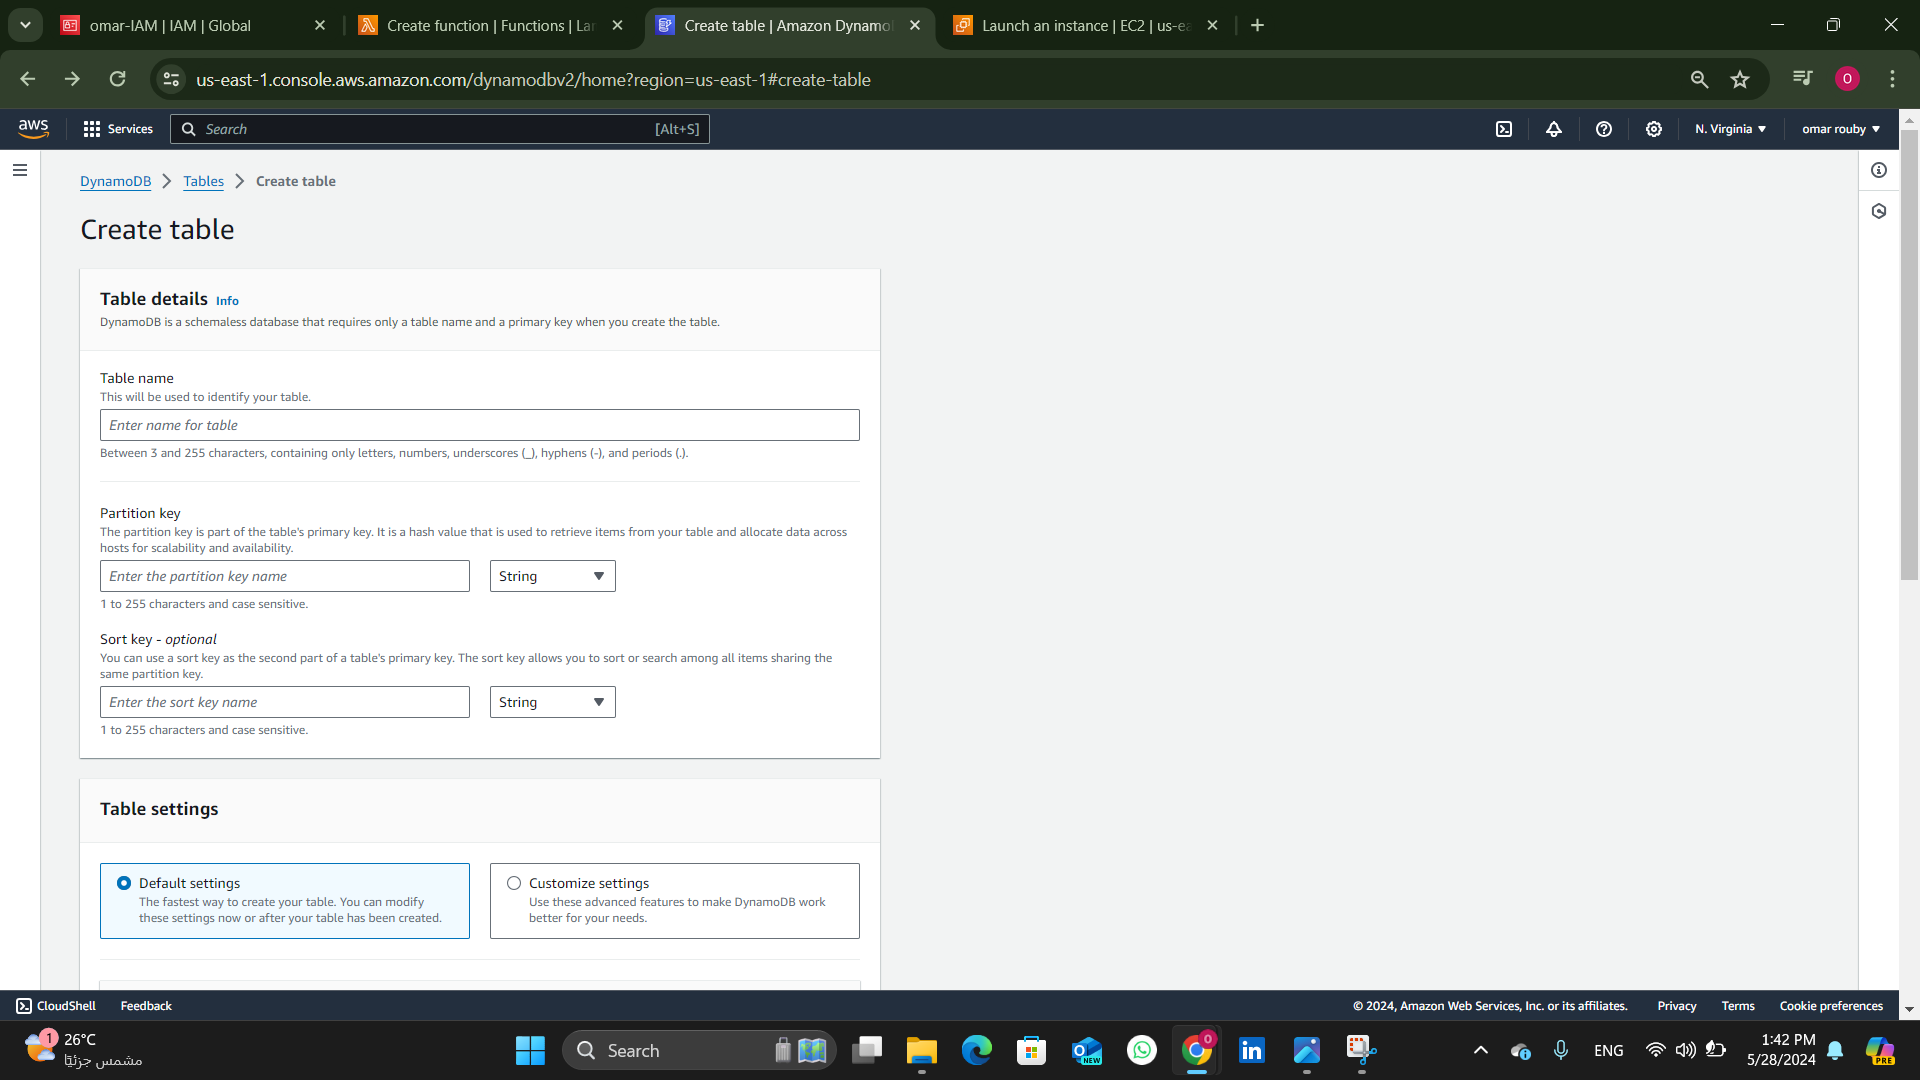 omar-IAM | IAM | Global
Create function | Functions | La
Create table | Amazon Dynamo
Launch an instance | EC2 | us-ea
us-east-1.console.aws.amazon.com/dynamodbv2/home?region=us-east-1#create-table
O
aws
Services
Search
[Alt+S]
N. Virginia
omar rouby
DynamoDB
Tables
Create table
Create table
Table details Info
DynamoDB is a schemaless database that requires only a table name and a primary key when you create the table.
Table name
This will be used to identify your table.
Enter name for table
Between 3 and 255 characters, containing only letters, numbers, underscores (_), hyphens (-), and periods (.).
Partition key
The partition key is part of the table's primary key. It is a hash value that is used to retrieve items from your table and allocate data across
hosts for scalability and availability.
Enter the partition key name
String
1 to 255 characters and case sensitive.
Sort key - optional
You can use a sort key as the second part of a table's primary key. The sort key allows you to sort or search among all items sharing the
same partition key.
Enter the sort key name
String
1 to 255 characters and case sensitive.
Table settings
Default settings
The fastest way to create your table. You can modify
these settings now or after your table has been created.
Customize settings
Use these advanced features to make DynamoDB work
better for your needs.
CloudShell
Feedback
© 2024, Amazon Web Services, Inc. or its affiliates.
Privacy
Terms
Cookie preferences
1
26°C
مشمس جزئيًا
Search
NEW
O
in
ENG
1:42 PM
5/28/2024
PRE